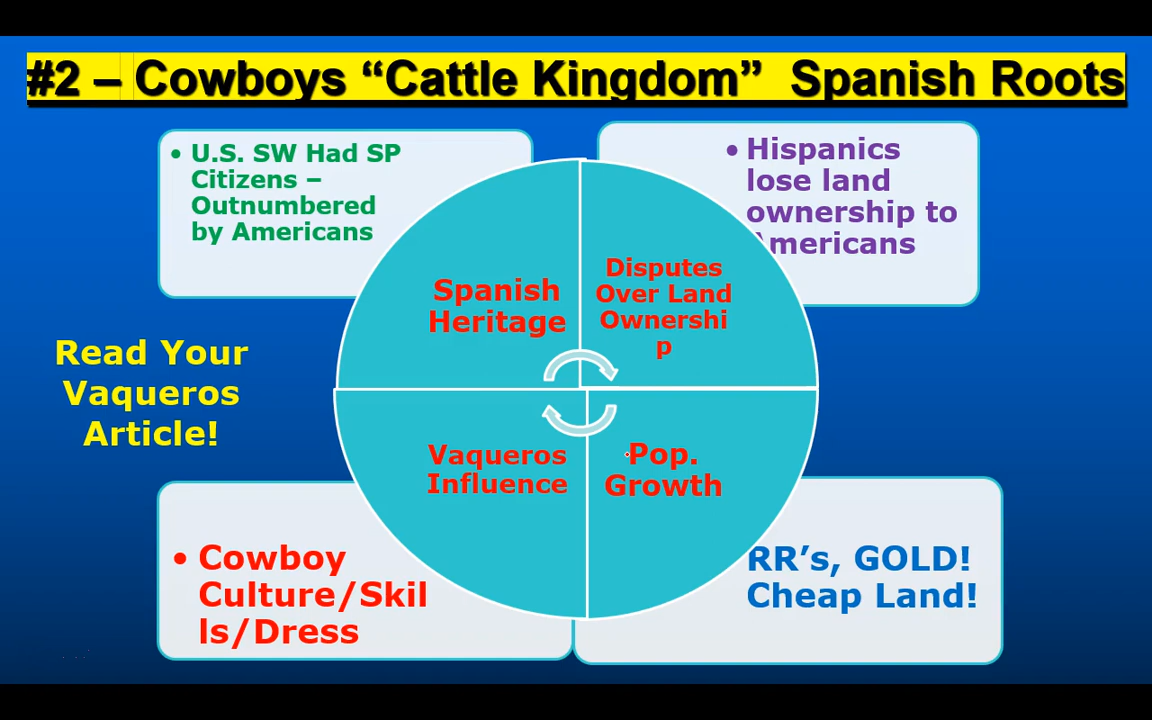 #2 – Cowboys “Cattle Kingdom”  Spanish Roots
• U.S. SW Had SP
Citizens –
Outnumbered
by Americans
• Hispanics
lose land
ownership to
Americans
Spanish
Heritage
Disputes
Over Land
Ownershi
p
Read Your
Vaqueros
Article!
Vaqueros
Influence
Pop.
Growth
• Cowboy
Culture/Skil
ls/Dress
RR’s, GOLD!
Cheap Land!